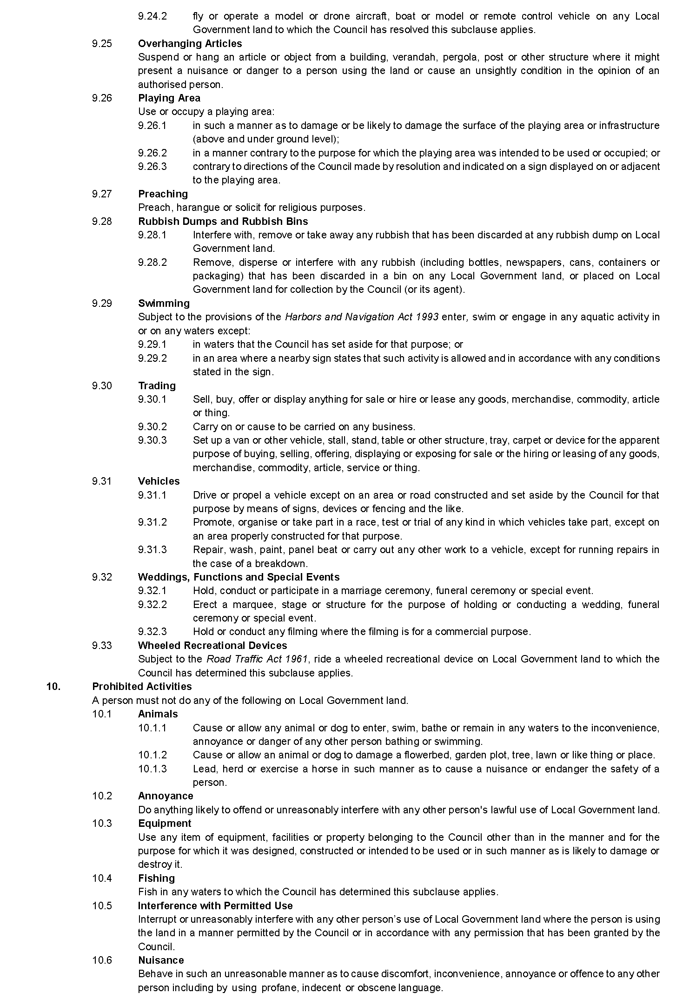 9.24.2 fly or operate a model or drone aircraft, boat or model or remote control vehicle on any Local
Government land to which the Council has resolved this subclause applies.
9.25 Overhanging Articles
Suspend or hang an article or object from a building, verandah, pergola, post or other structure where it might
present a nuisance or danger to a person using the land or cause an unsightly condition in the opinion of an
authorised person.
9.26 Playing Area
Use or occupy a playing area:
9.26.1 in such a manner as to damage or be likely to damage the surface of the playing area or infrastructure
(above and under ground level);
9.26.2 in a manner contrary to the purpose for which the playing area was intended to be used or occupied; or
9.26.3 contrary to directions of the Council made by resolution and indicated on a sign displayed on or adjacent
to the playing area.
9.27 Preaching
Preach, harangue or solicit for religious purposes.
9.28 Rubbish Dumps and Rubbish Bins
9.28.1 Interfere with, remove or take away any rubbish that has been discarded at any rubbish dump on Local
Government land.
9.28.2 Remove, disperse or interfere with any rubbish (including bottles, newspapers, cans, containers or
packaging) that has been discarded in a bin on any Local Government land, or placed on Local
Government land for collection by the Council (or its agent).
9.29 Swimming
Subject to the provisions of the Harbors and Navigation Act 1993 enter, swim or engage in any aquatic activity in
or on any waters except:
9.29.1 in waters that the Council has set aside for that purpose; or
9.29.2 in an area where a nearby sign states that such activity is allowed and in accordance with any conditions
stated in the sign.
9.30 Trading
9.30.1 Sell, buy, offer or display anything for sale or hire or lease any goods, merchandise, commodity, article
or thing.
9.30.2 Carry on or cause to be carried on any business.
9.30.3 Set up a van or other vehicle, stall, stand, table or other structure, tray, carpet or device for the apparent
purpose of buying, selling, offering, displaying or exposing for sale or the hiring or leasing of any goods,
merchandise, commodity, article, service or thing.
9.31 Vehicles
9.31.1 Drive or propel a vehicle except on an area or road constructed and set aside by the Council for that
purpose by means of signs, devices or fencing and the like.
9.31.2 Promote, organise or take part in a race, test or trial of any kind in which vehicles take part, except on
an area properly constructed for that purpose.
9.31.3 Repair, wash, paint, panel beat or carry out any other work to a vehicle, except for running repairs in
the case of a breakdown.
9.32 Weddings, Functions and Special Events
9.32.1 Hold, conduct or participate in a marriage ceremony, funeral ceremony or special event.
9.32.2 Erect a marquee, stage or structure for the purpose of holding or conducting a wedding, funeral
ceremony or special event.
9.32.3 Hold or conduct any filming where the filming is for a commercial purpose.
9.33 Wheeled Recreational Devices
Subject to the Road Traffic Act 1961, ride a wheeled recreational device on Local Government land to which the
Council has determined this subclause applies.
10. Prohibited Activities
A person must not do any of the following on Local Government land.
10.1 Animals
10.1.1 Cause or allow any animal or dog to enter, swim, bathe or remain in any waters to the inconvenience,
annoyance or danger of any other person bathing or swimming.
10.1.2 Cause or allow an animal or dog to damage a flowerbed, garden plot, tree, lawn or like thing or place.
10.1.3 Lead, herd or exercise a horse in such manner as to cause a nuisance or endanger the safety of a
person.
10.2 Annoyance
Do anything likely to offend or unreasonably interfere with any other person's lawful use of Local Government land.
10.3 Equipment
Use any item of equipment, facilities or property belonging to the Council other than in the manner and for the
purpose for which it was designed, constructed or intended to be used or in such manner as is likely to damage or
destroy it.
10.4 Fishing
Fish in any waters to which the Council has determined this subclause applies.
10.5 Interference with Permitted Use
Interrupt or unreasonably interfere with any other person’s use of Local Government land where the person is using
the land in a manner permitted by the Council or in accordance with any permission that has been granted by the
Council.
10.6 Nuisance
Behave in such an unreasonable manner as to cause discomfort, inconvenience, annoyance or offence to any other
person including by using profane, indecent or obscene language.